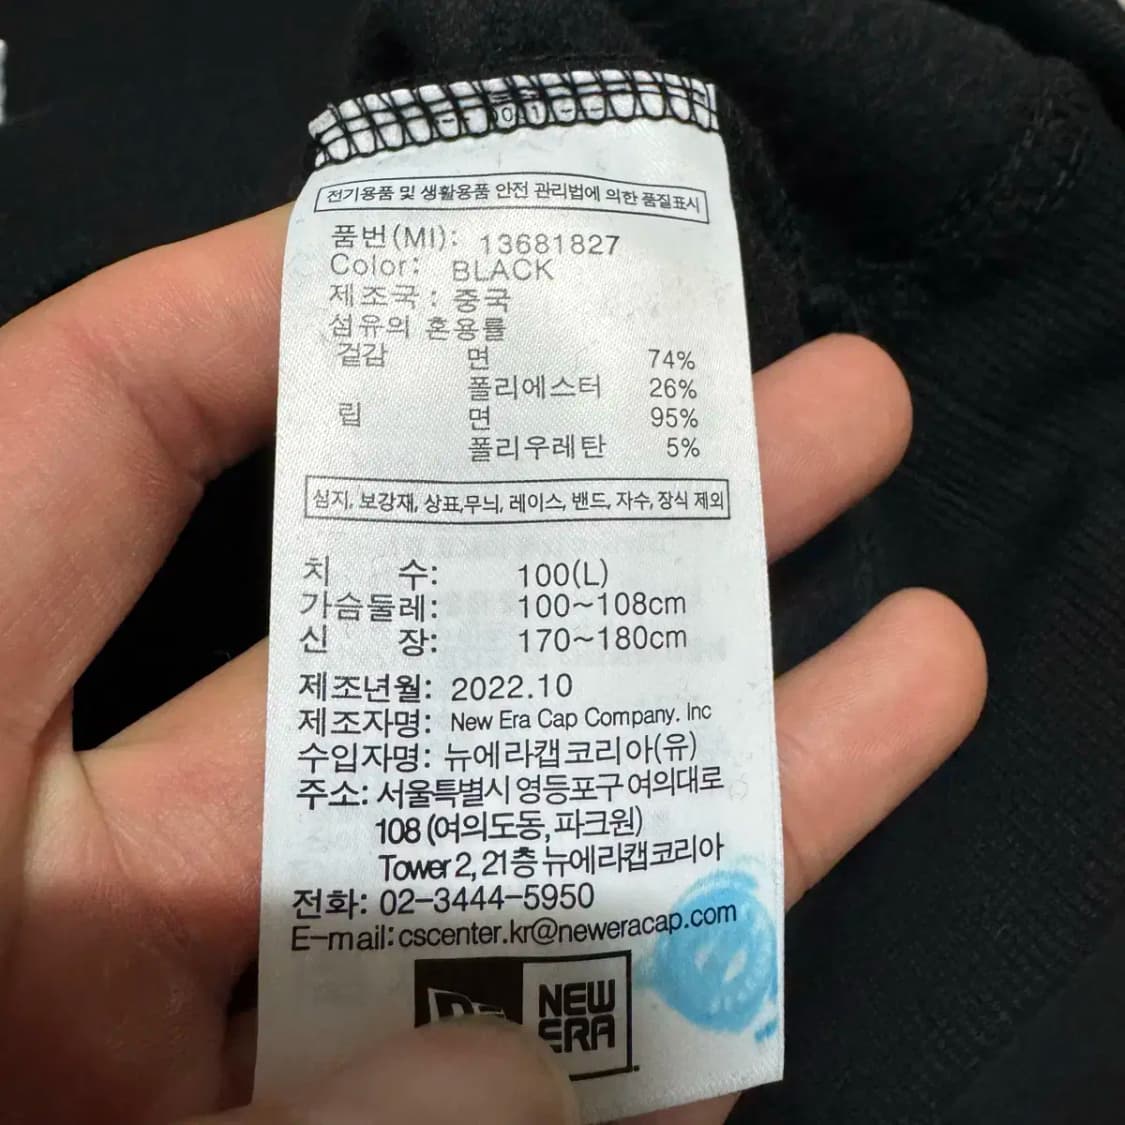 전기용품 및 생활용품 안전 관리법에 의한 품질표시
품번(MI): 13681827
Color: BLACK
제조국 : 중국
섬유의 혼용률
겉감 면 74%
폴리에스터 26%
립 면 95%
폴리우레탄 5%
심지, 보강재, 상표,무늬, 레이스, 밴드, 자수, 장식 제외
치 수: 100(L)
가슴둘레: 100~108cm
신 장: 170~180cm
제조년월: 2022.10
제조자명: New Era Cap Company. Inc
수입자명: 뉴에라캡코리아(유)
주소: 서울특별시 영등포구 여의대로
108 (여의도동, 파크원)
Tower 2, 21층 뉴에라캡코리아
전화: 02-3444-5950
E-mail: cscenter.kr@neweracap.com
NEW
ERA